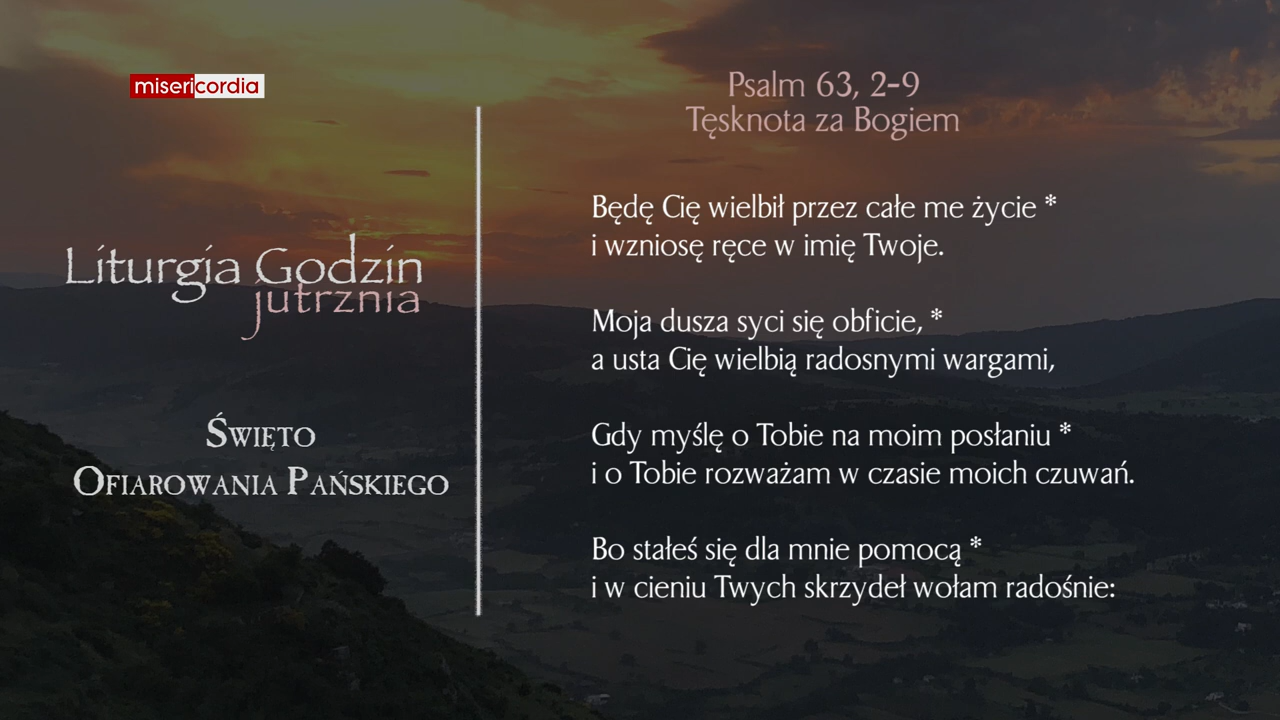 misericordia
Liturgia Godzin
jutrznia
Święto
Ofiarowania Pańskiego
Psalm 63, 2-9
Tęsknota za Bogiem
Będę Cię wielbił przez całe me życie *
i wzniosę ręce w imię Twoje.
Moja dusza syci się obficie, *
a usta Cię wielbią radosnymi wargami,
Gdy myślę o Tobie na moim posłaniu *
i o Tobie rozważam w czasie moich czuwań.
Bo stałeś się dla mnie pomocą *
i w cieniu Twych skrzydeł wołam radośnie: